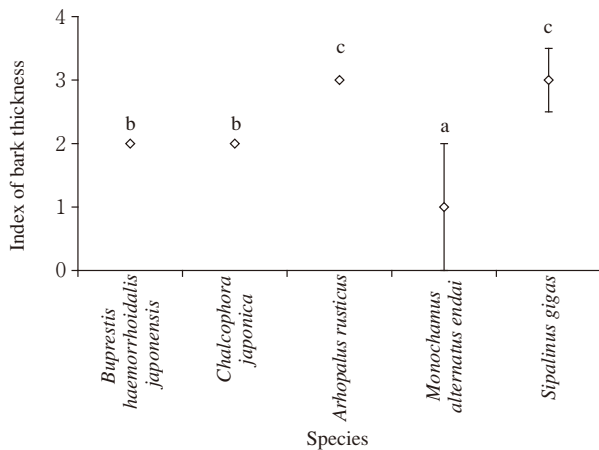 Index of bark thickness
4
3
2
1
0
b
b
c
a
c
Buprestis
haemorrhoidalis
japonensis
Chalcophora
japonica
Arhopalus rusticus
Monochamus
alternatus endai
Sipalinus gigas
Species